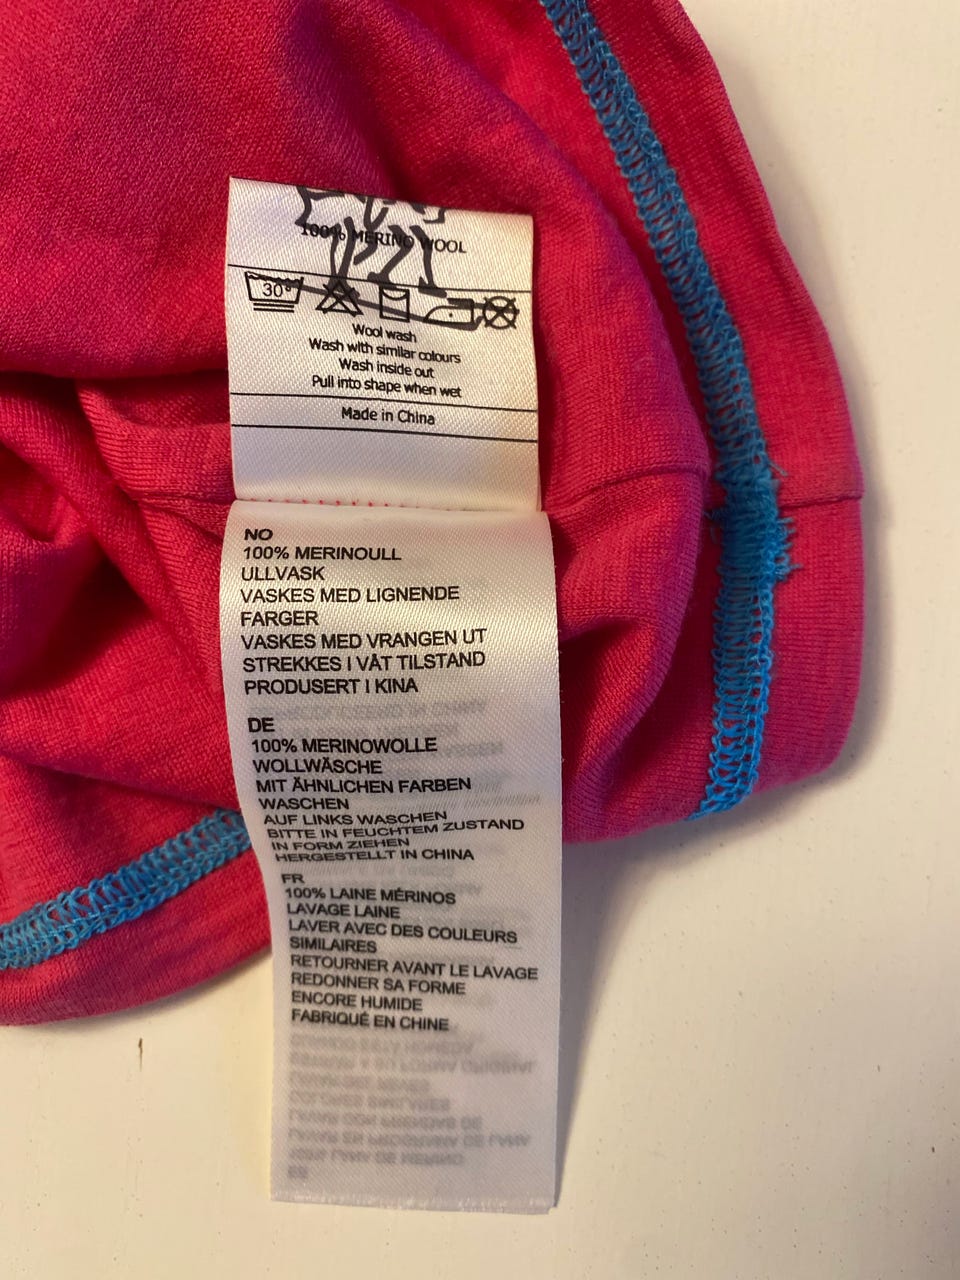 100% MERINO WOOL
30°
Wool wash
Wash with similar colours
Wash inside out
Pull into shape when wet
Made in China
NO
100% MERINOULL
ULLVASK
VASKES MED LIGNENDE
FARGER
VASKES MED VRANGEN UT
STREKKES I VÅT TILSTAND
PRODUSERT I KINA
DE
100% MERINOWOLLE
WOLLWÄSCHE
MIT ÄHNLICHEN FARBEN
WASCHEN
AUF LINKS WASCHEN
BITTE IN FEUCHTEM ZUSTAND
IN FORM ZIEHEN
HERGESTELLT IN CHINA
FR
100% LAINE MÉRINOS
LAVAGE LAINE
LAVER AVEC DES COULEURS
SIMILAIRES
RETOURNER AVANT LE LAVAGE
REDONNER SA FORME
ENCORE HUMIDE
FABRIQUÉ EN CHINE